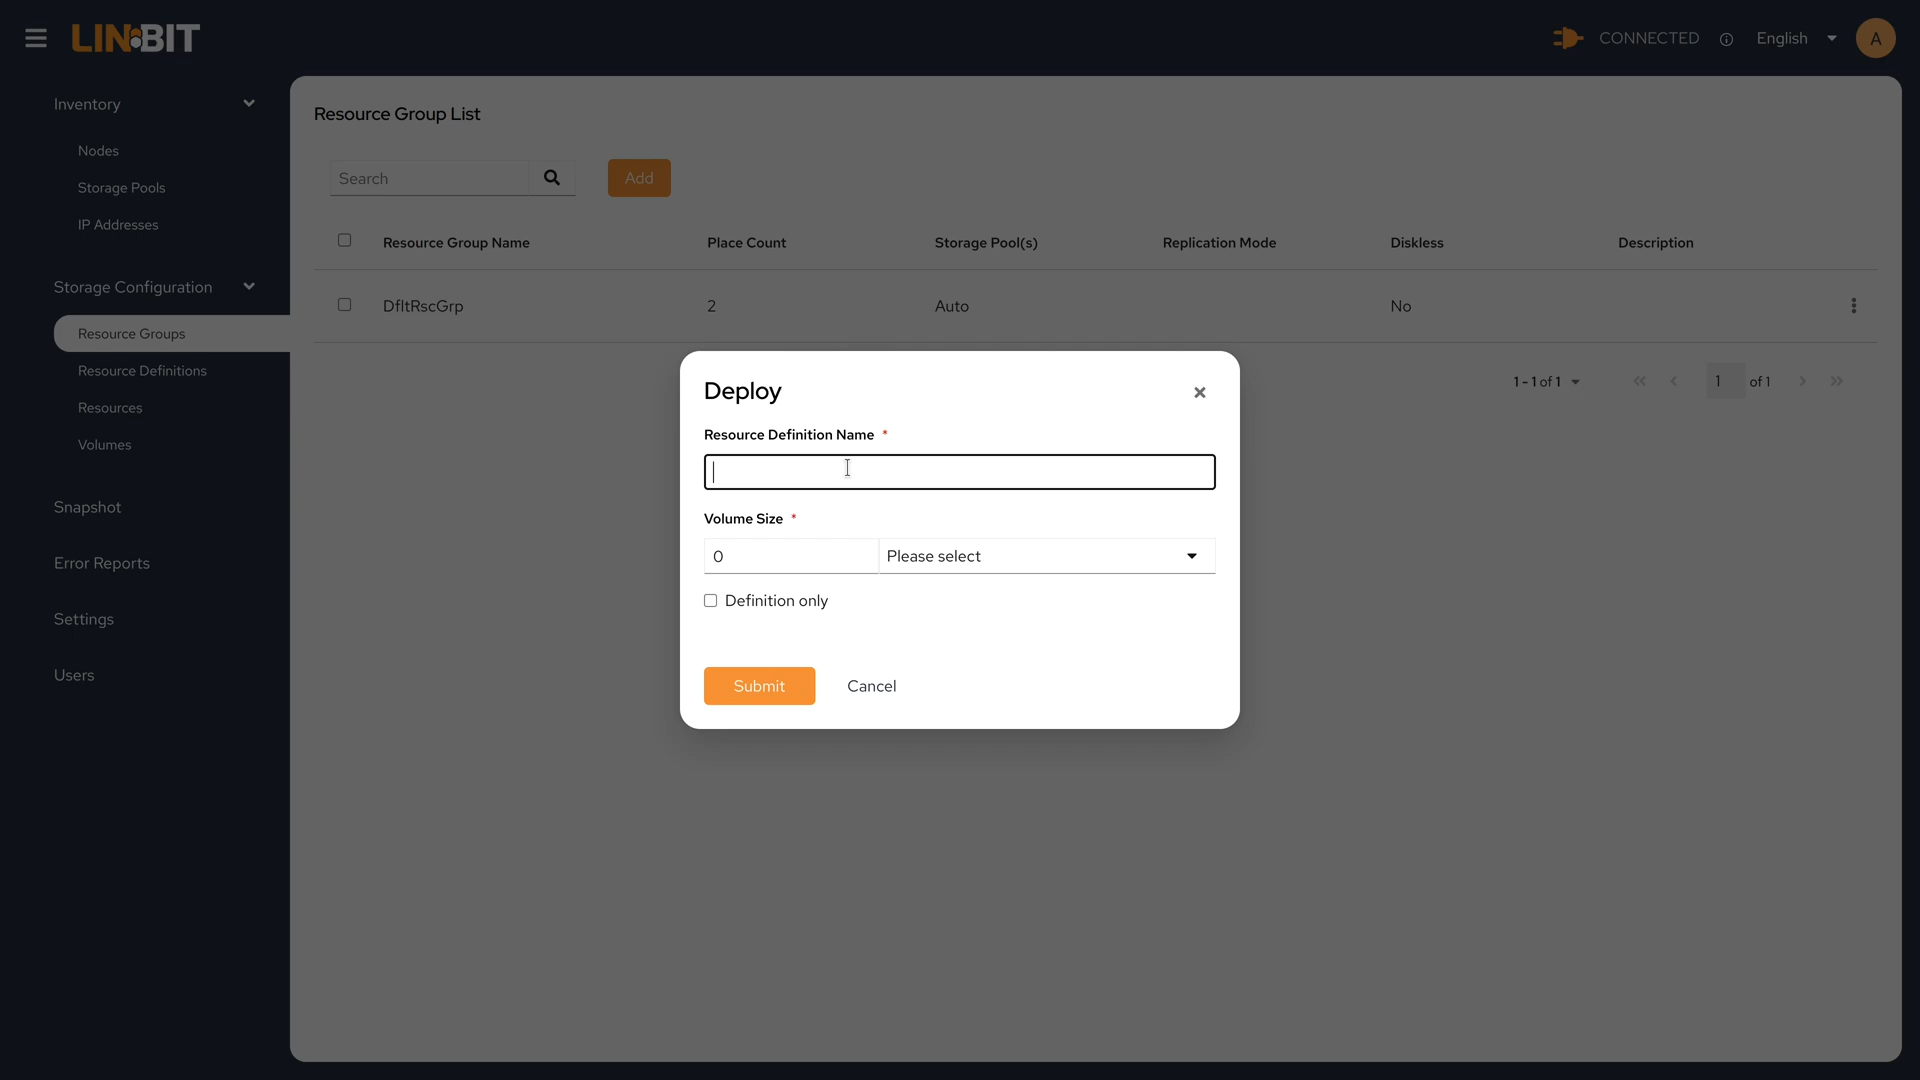 LINBIT
CONNECTED
English
A
Inventory
Nodes
Storage Pools
IP Addresses
Storage Configuration
Resource Groups
Resource Definitions
Resources
Volumes
Snapshot
Error Reports
Settings
Users
Resource Group List
Search
Add
Resource Group Name Place Count Storage Pool(s) Replication Mode Diskless Description
DfltRscGrp 2 Auto No
1 - 1 of 1
1 of 1
Deploy
Resource Definition Name *
Volume Size *
0 Please select
Definition only
Submit Cancel